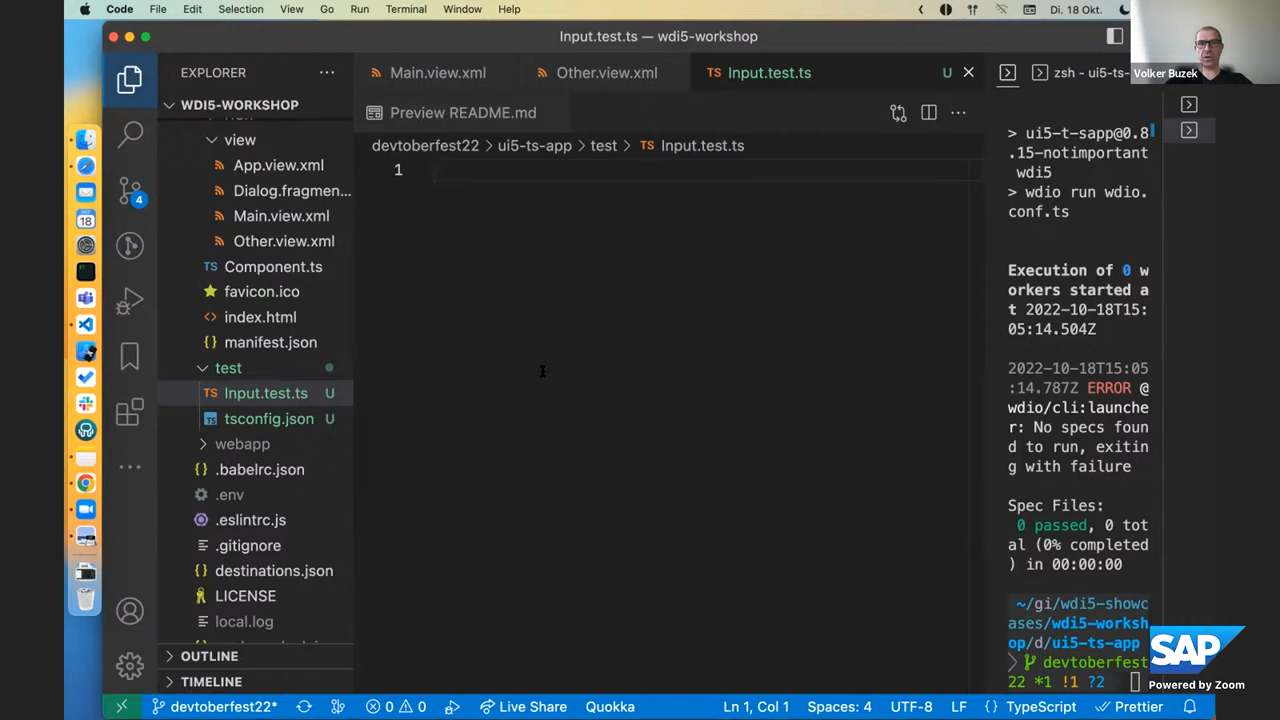 Code File Edit Selection View Go Run Terminal Window Help
Di. 18 Okt.
Input.test.ts — wdi5-workshop
Volker Buzek
EXPLORER
WDI5-WORKSHOP
view
App.view.xml
Dialog.fragmen...
Main.view.xml
Other.view.xml
TS Component.ts
favicon.ico
<> index.html
{} manifest.json
test
TS Input.test.ts U
TS tsconfig.json U
webapp
{} .babelrc.json
.env
.eslintrc.js
.gitignore
{} destinations.json
LICENSE
local.log
OUTLINE
TIMELINE
4
18
Main.view.xml
Other.view.xml
TS Input.test.ts U
Preview README.md
devtoberfest22 > ui5-ts-app > test > TS Input.test.ts
1
zsh - ui5-ts-
> ui5-t-sapp@0.8
.15-notimportant
wdi5
> wdio run wdio.
conf.ts
Execution of 0 w
orkers started a
t 2022-10-18T15:
05:14.504Z
2022-10-18T15:05
:14.787Z ERROR @
wdio/cli:launche
r: No specs foun
d to run, exitin
g with failure
Spec Files:
0 passed, 0 tot
al (0% completed
) in 00:00:00
~/gi/wdi5-showc
ases/wdi5-worksh
op/d/ui5-ts-app
devtoberfest
22 *1 !1 ?2
SAP
Powered by Zoom
devtoberfest22* 0 0 Live Share Quokka Ln 1, Col 1 Spaces: 4 UTF-8 LF {} TypeScript Prettier